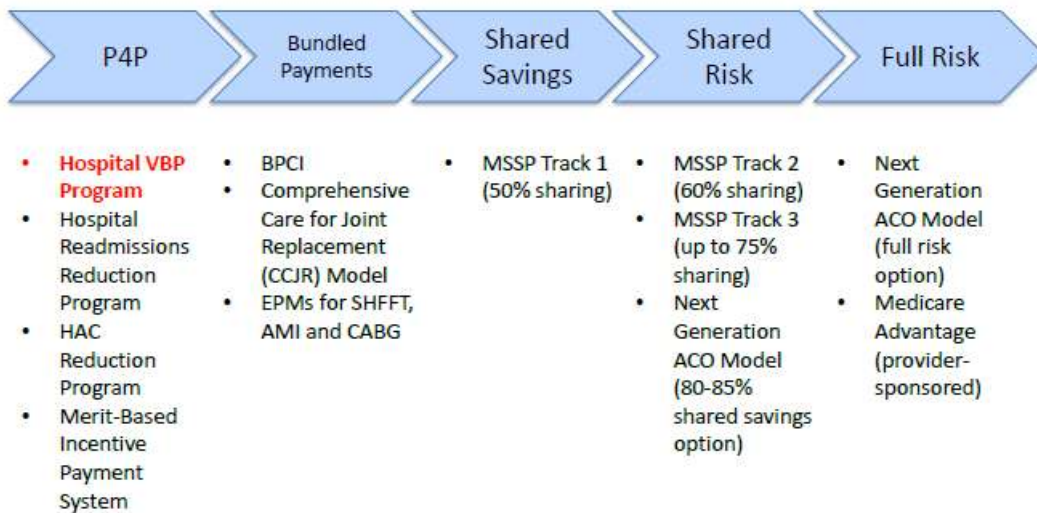 P4P
Bundled
Payments
Shared
Savings
Shared
Risk
Full Risk
• Hospital VBP
Program
• Hospital
Readmissions
Reduction
Program
• HAC
Reduction
Program
• Merit-Based
Incentive
Payment
System
• BPCI
• Comprehensive
Care for Joint
Replacement
(CCJR) Model
• EPMs for SHFFT,
AMI and CABG
• MSSP Track 1
(50% sharing)
• MSSP Track 2
(60% sharing)
• MSSP Track 3
(up to 75%
sharing)
• Next
Generation
ACO Model
(80-85%
shared savings
option)
• Next
Generation
ACO Model
(full risk
option)
• Medicare
Advantage
(provider-
sponsored)